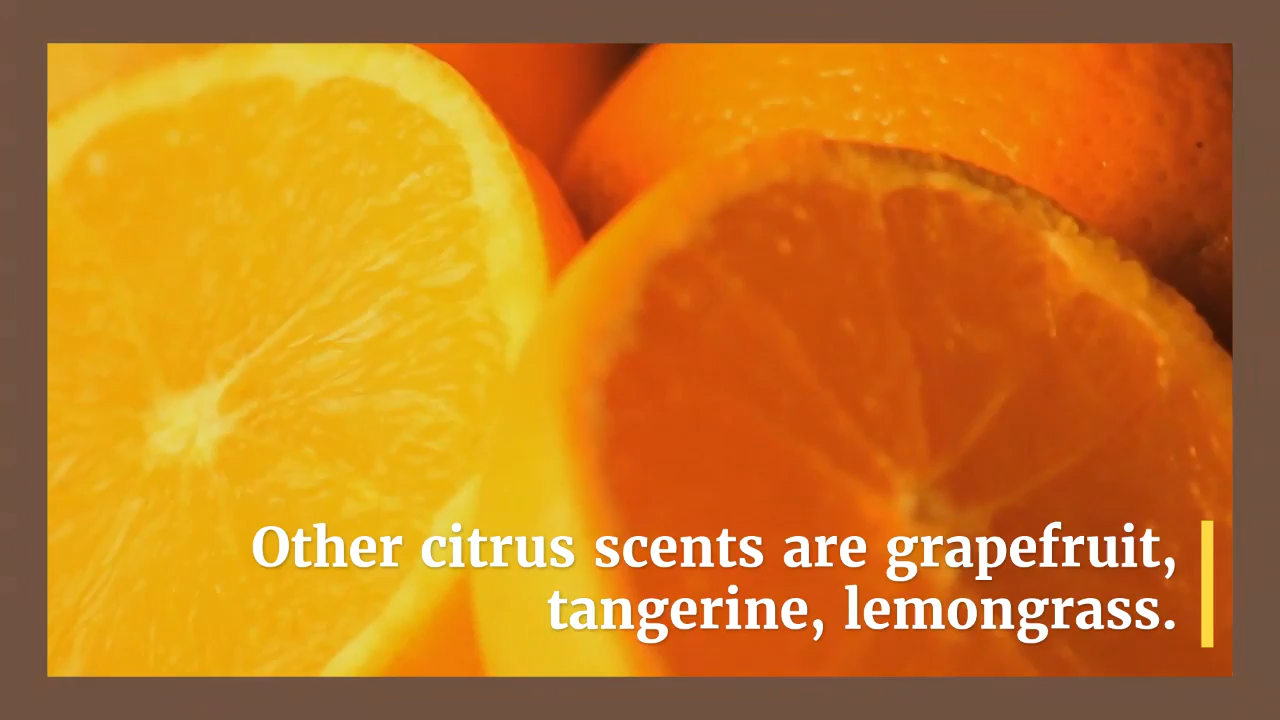 Other citrus scents are grapefruit,
tangerine, lemongrass.